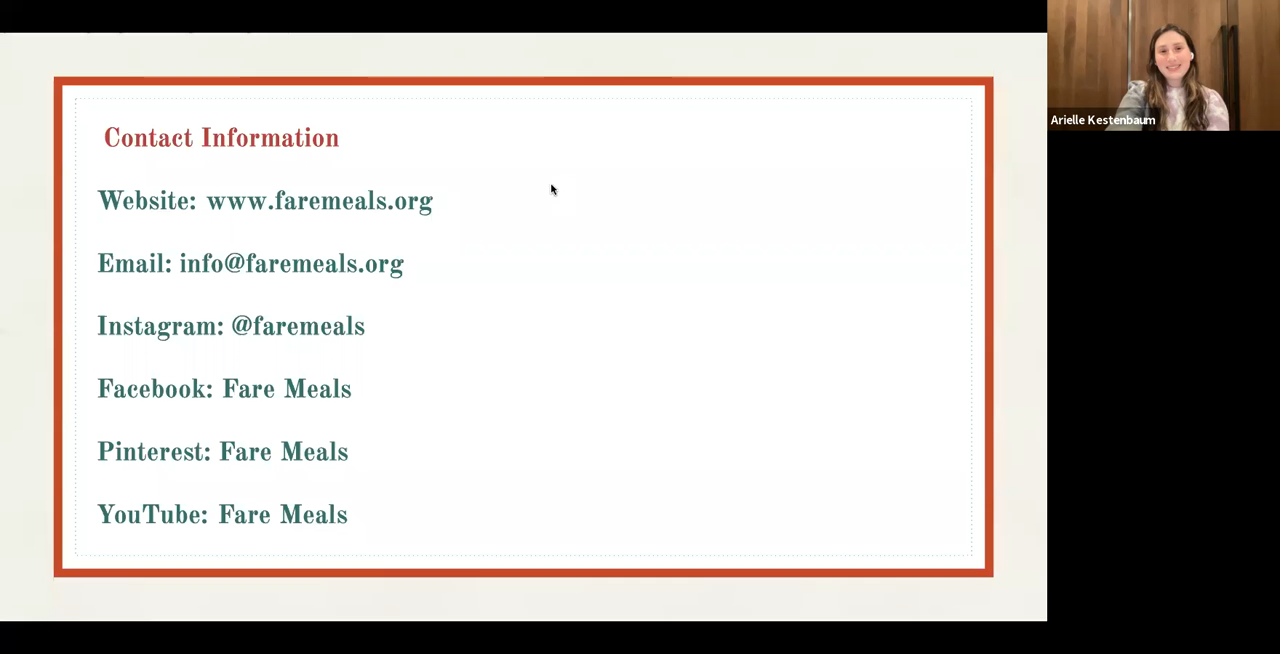 Contact Information
Website: www.faremeals.org
Email: info@faremeals.org
Instagram: @faremeals
Facebook: Fare Meals
Pinterest: Fare Meals
YouTube: Fare Meals
Arielle Kestenbaum